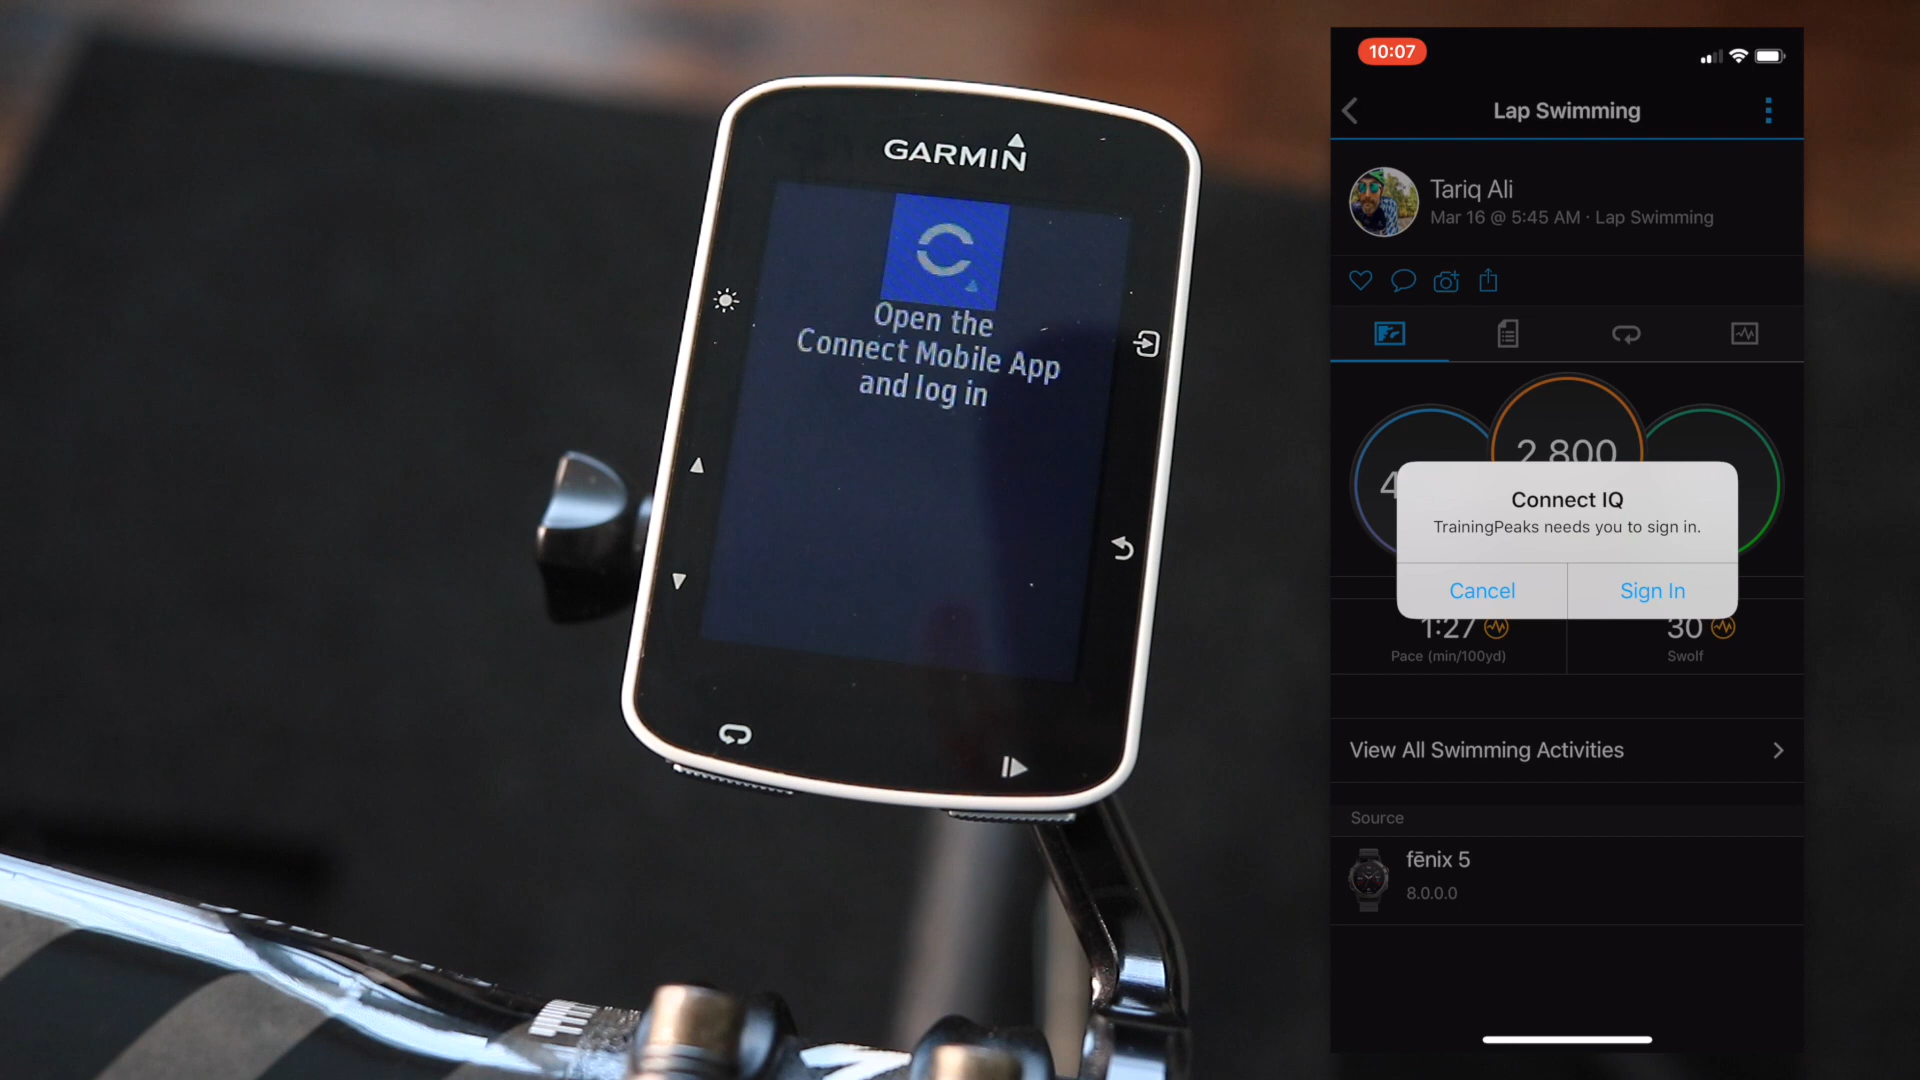 GARMIN
Open the
Connect Mobile App
and log in
10:07
Lap Swimming
Tariq Ali
Mar 16 @ 5:45 AM · Lap Swimming
2,800
4
Connect IQ
TrainingPeaks needs you to sign in.
Cancel
Sign In
1:27
30
Pace (min/100yd)
Swolf
View All Swimming Activities
Source
fēnix 5
8.0.0.0